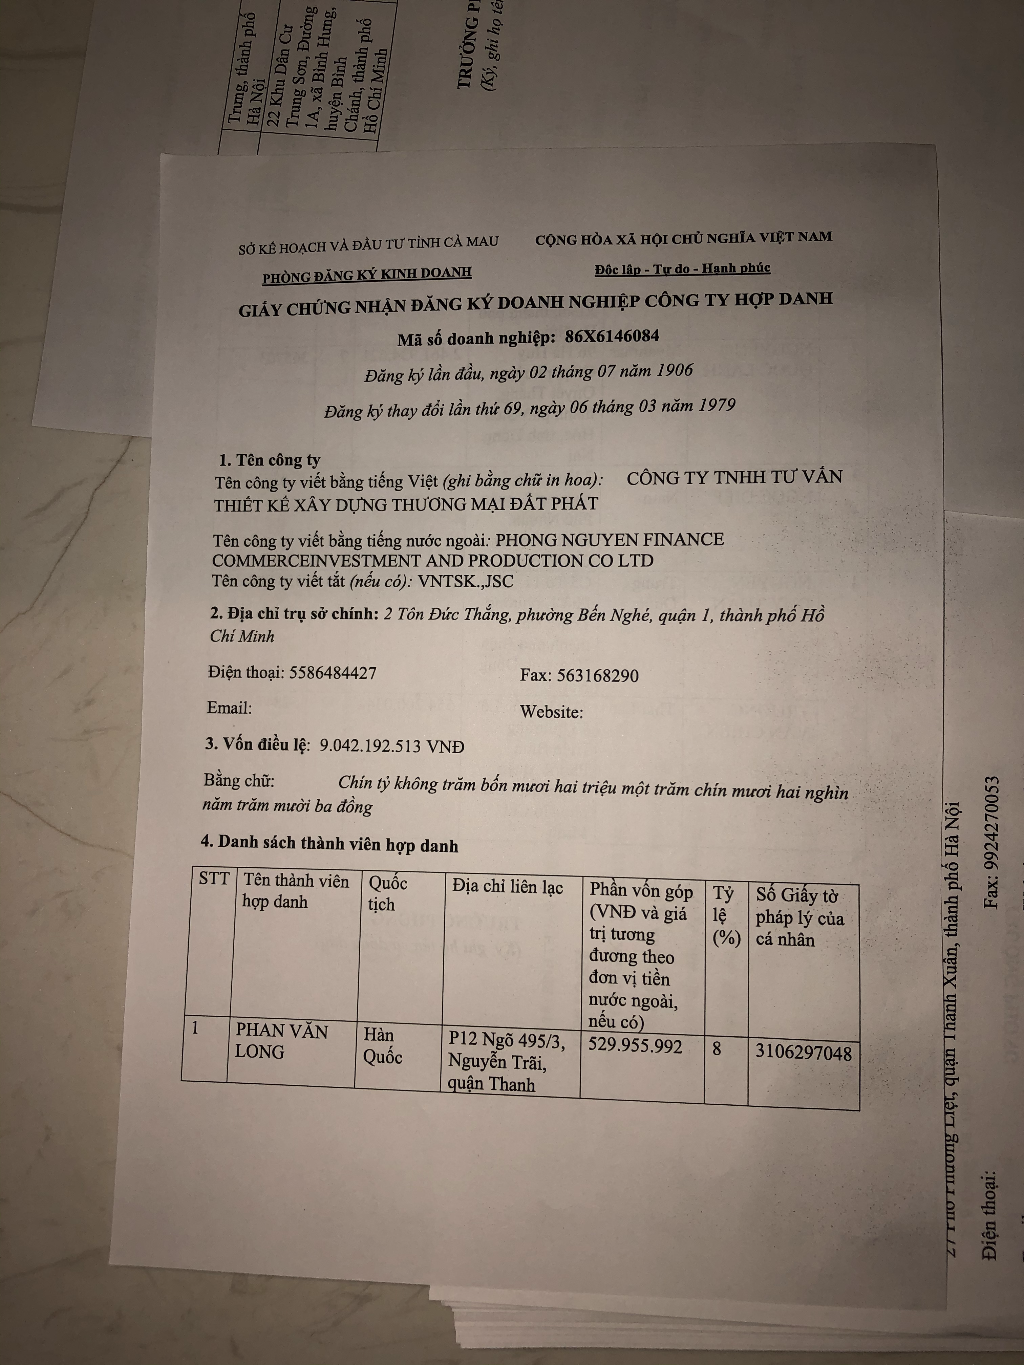 Trưng, thành phố
Hà Nội
22 Khu Dân Cư
Trung Sơn, Đường
1A, xã Bình Hưng,
huyện Bình
Chánh, thành phố
Hồ Chí Minh
SỞ KẾ HOẠCH VÀ ĐẦU TƯ TỈNH CÀ MAU
CỘNG HÒA XÃ HỘI CHỦ NGHĨA VIỆT NAM
PHÒNG ĐĂNG KÝ KINH DOANH
Độc lập - Tự do - Hạnh phúc
GIẤY CHỨNG NHẬN ĐĂNG KÝ DOANH NGHIỆP CÔNG TY HỢP DANH
Mã số doanh nghiệp: 86X6146084
Đăng ký lần đầu, ngày 02 tháng 07 năm 1906
Đăng ký thay đổi lần thứ 69, ngày 06 tháng 03 năm 1979
1. Tên công ty
Tên công ty viết bằng tiếng Việt (ghi bằng chữ in hoa): CÔNG TY TNHH TƯ VẤN
THIẾT KẾ XÂY DỰNG THƯƠNG MẠI ĐẤT PHÁT
Tên công ty viết bằng tiếng nước ngoài: PHONG NGUYEN FINANCE
COMMERCEINVESTMENT AND PRODUCTION CO LTD
Tên công ty viết tắt (nếu có): VNTSK.,JSC
2. Địa chỉ trụ sở chính: 2 Tôn Đức Thắng, phường Bến Nghé, quận 1, thành phố Hồ
Chí Minh
Điện thoại: 5586484427
Fax: 563168290
Email:
Website:
3. Vốn điều lệ: 9.042.192.513 VNĐ
Bằng chữ: Chín tỷ không trăm bốn mươi hai triệu một trăm chín mươi hai nghìn
năm trăm mười ba đồng
4. Danh sách thành viên hợp danh
STT
Tên thành viên
hợp danh
Quốc
tịch
Địa chỉ liên lạc
Phần vốn góp
(VNĐ và giá
trị tương
đương theo
đơn vị tiền
nước ngoài,
nếu có)
Tỷ
lệ
(%)
Số Giấy tờ
pháp lý của
cá nhân
1
PHAN VĂN
LONG
Hàn
Quốc
P12 Ngõ 495/3,
Nguyễn Trãi,
quận Thanh
529.955.992
8
3106297048
TRƯỞNG
(Ký, ghi họ
27 Phố Phương Liệt, quận Thanh Xuân, thành phố Hà Nội
Điện thoại:
Fax: 9924270053